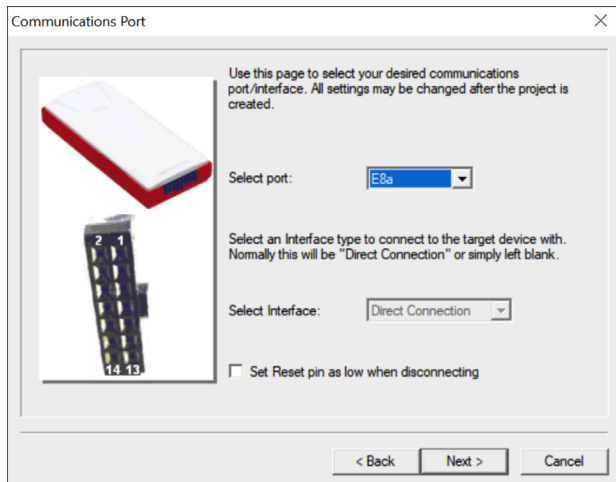 Communications Port
Use this page to select your desired communications
port/interface. All settings may be changed after the project is
created.
Select port:
E8a
Select an Interface type to connect to the target device with.
Normally this will be "Direct Connection" or simply left blank.
Select Interface:
Direct Connection
Set Reset pin as low when disconnecting
2 1
14 13
< Back
Next >
Cancel